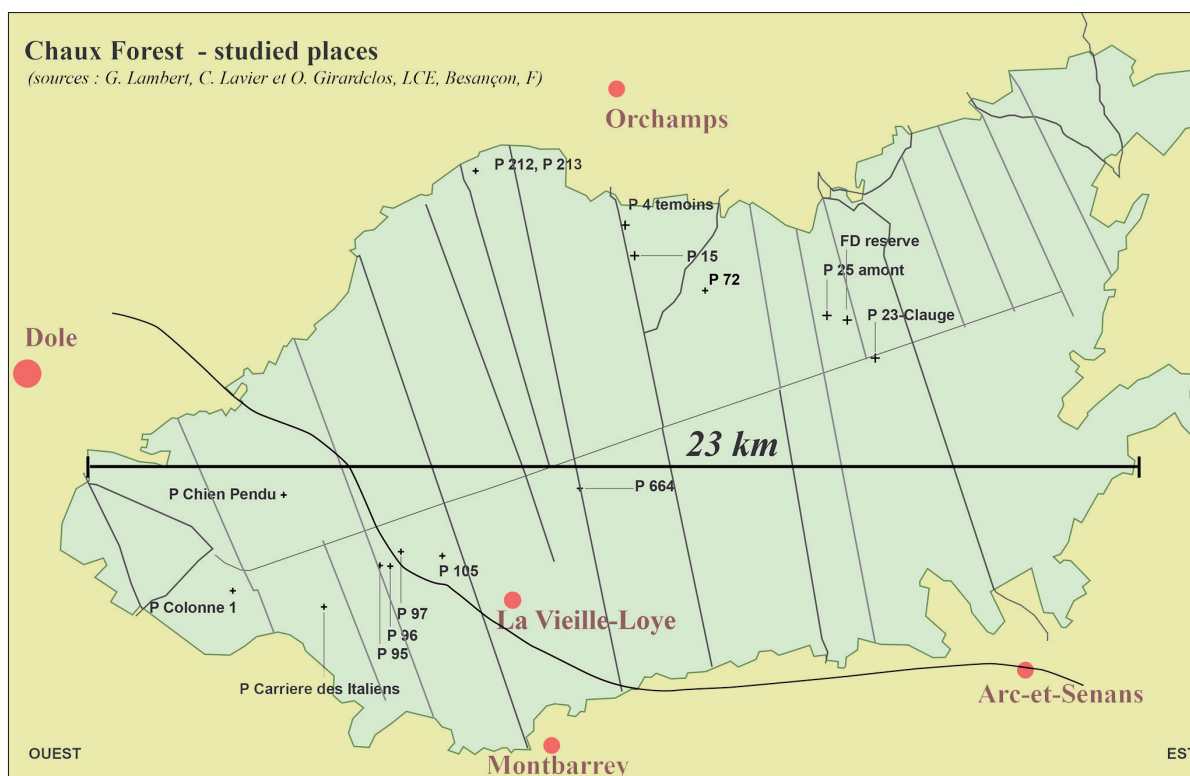 Chaux Forest - studied places
(sources : G. Lambert, C. Lavier et O. Girardclos, LCE, Besançon, F)
Orchamps
P 212, P 213
P 4 temoins
FD reserve
P 15
P 25 amont
P 72
P 23-Clauge
Dole
23 km
P Chien Pendu
P 664
P 105
P Colonne 1
P 97
La Vieille-Loye
P 96
P 95
P Carriere des Italiens
Arc-et-Senans
OUEST
EST
Montbarrey